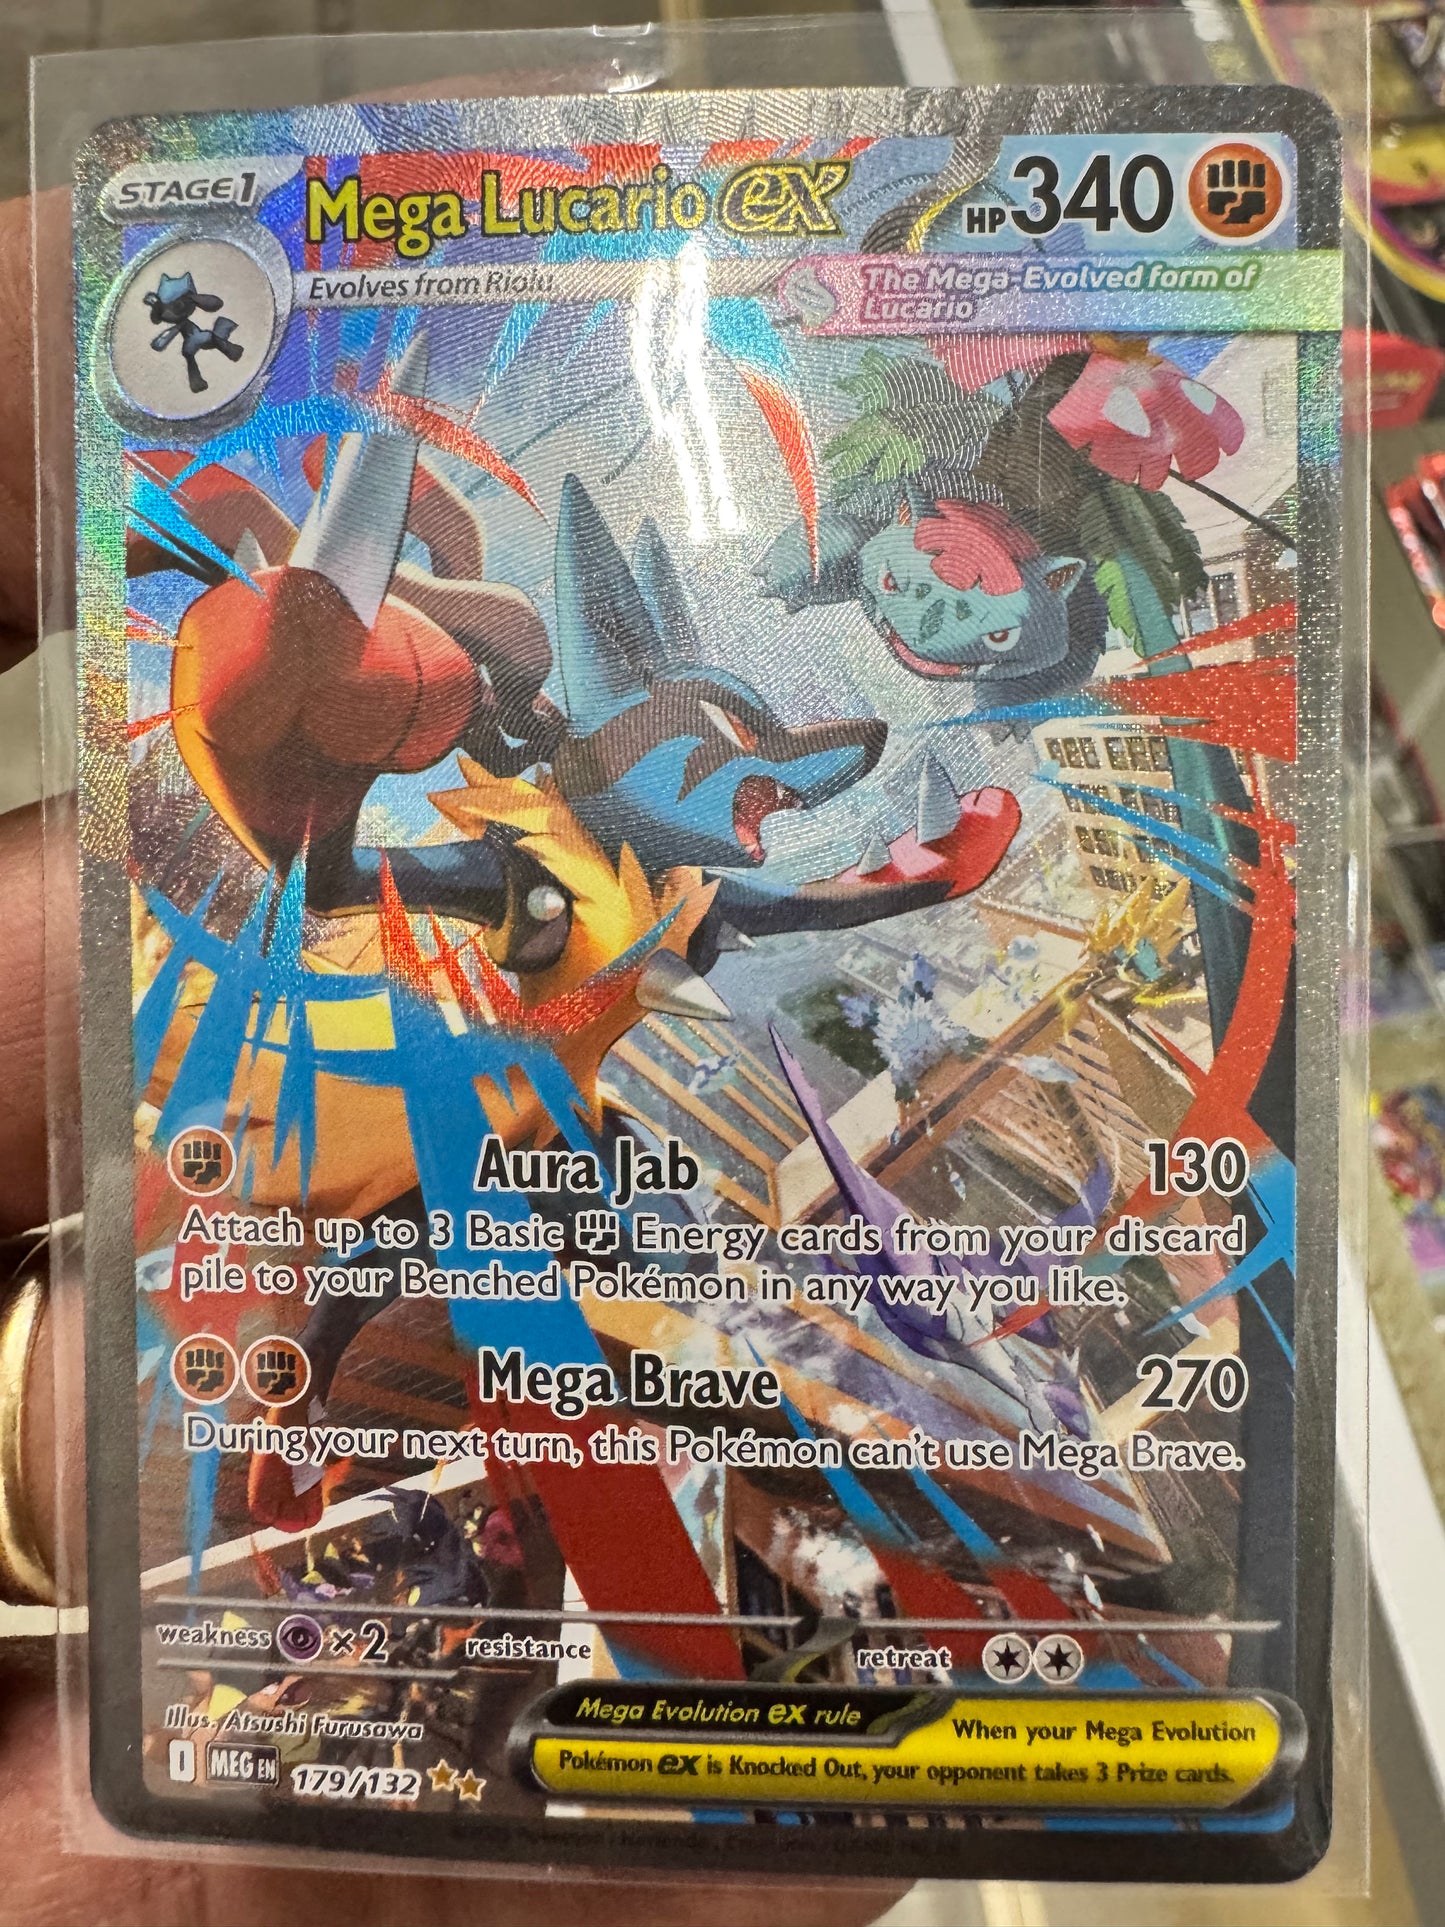 STAGE1
Mega Lucario ex
HP 340
Evolves from Riolu
The Mega-Evolved form of
Lucario
Aura Jab 130
Attach up to 3 Basic Energy cards from your discard
pile to your Benched Pokémon in any way you like.
Mega Brave 270
During your next turn, this Pokémon can't use Mega Brave.
weakness ×2 resistance retreat
Illus. Atsushi Furusawa
I MEG EN 179/132
Mega Evolution ex rule
When your Mega Evolution
Pokémon ex is Knocked Out, your opponent takes 3 Prize cards.